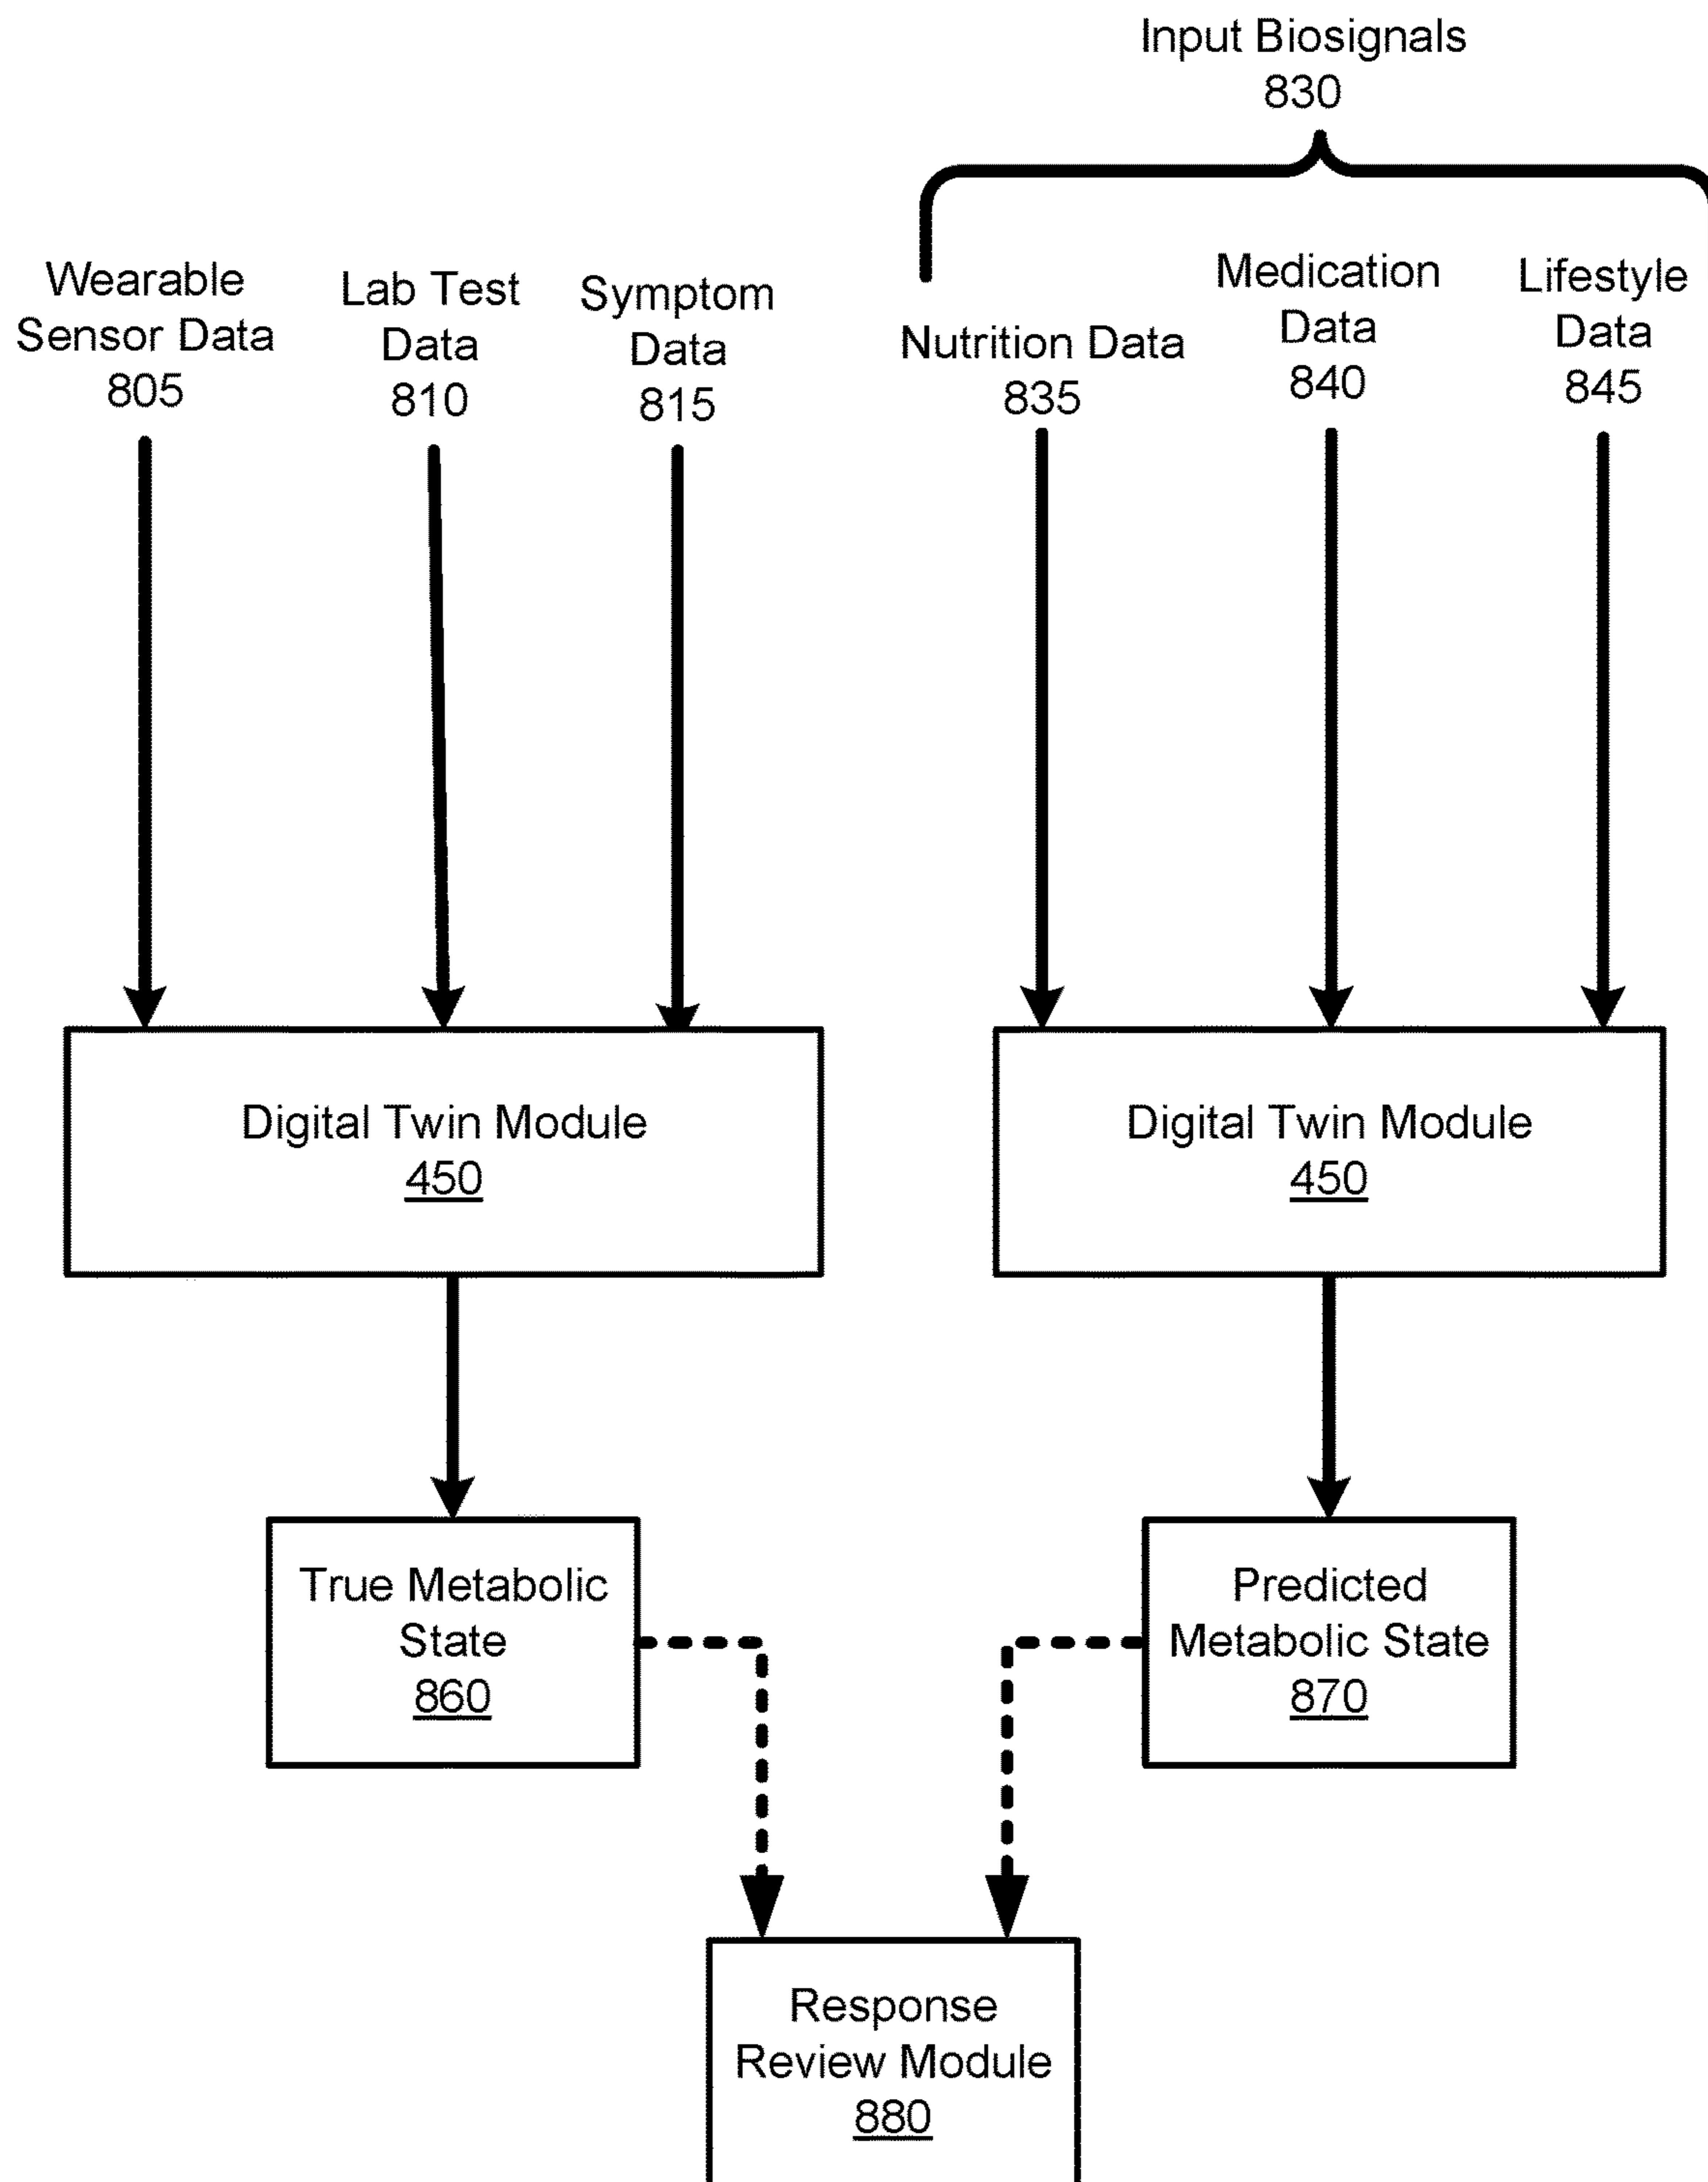 Input Biosignals
830
Wearable
Sensor Data
805
Lab Test
Data
810
Symptom
Data
815
Nutrition Data
835
Medication
Data
840
Lifestyle
Data
845
Digital Twin Module
450
Digital Twin Module
450
True Metabolic
State
860
Predicted
Metabolic State
870
Response
Review Module
880